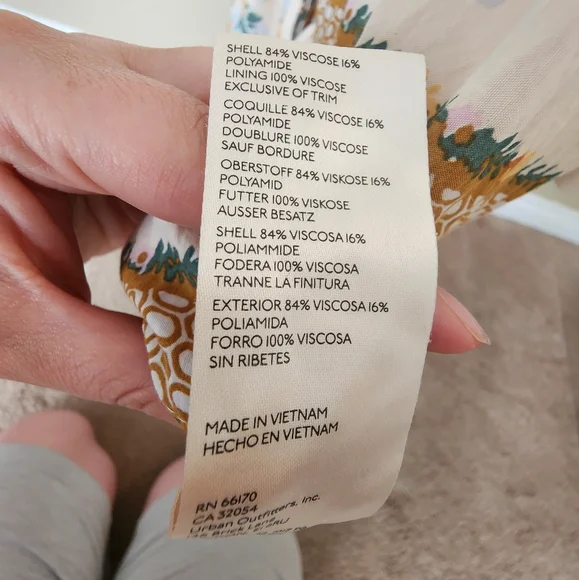 SHELL 84% VISCOSE 16%
POLYAMIDE
LINING 100% VISCOSE
EXCLUSIVE OF TRIM
COQUILLE 84% VISCOSE 16%
POLYAMIDE
DOUBLURE 100% VISCOSE
SAUF BORDURE
OBERSTOFF 84% VISKOSE 16%
POLYAMID
FUTTER 100% VISKOSE
AUSSER BESATZ
SHELL 84% VISCOSA 16%
POLIAMMIDE
FODERA 100% VISCOSA
TRANNE LA FINITURA
EXTERIOR 84% VISCOSA 16%
POLIAMIDA
FORRO 100% VISCOSA
SIN RIBETES
MADE IN VIETNAM
HECHO EN VIETNAM
RN 66170
CA 32054
Urban Outfitters, Inc.
Brick Lane